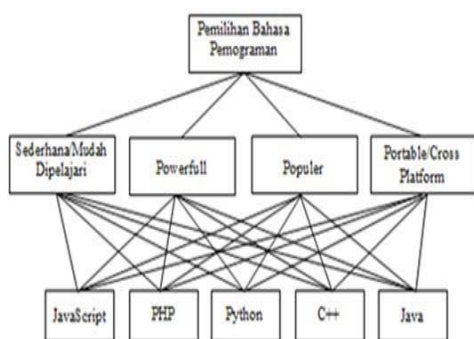 Pemilihan Bahasa
Pemograman
Sederhana/Mudah
Dipelajari
Powerfull
Populer
Portable/Cross
Platform
JavaScript
PHP
Python
C++
Java